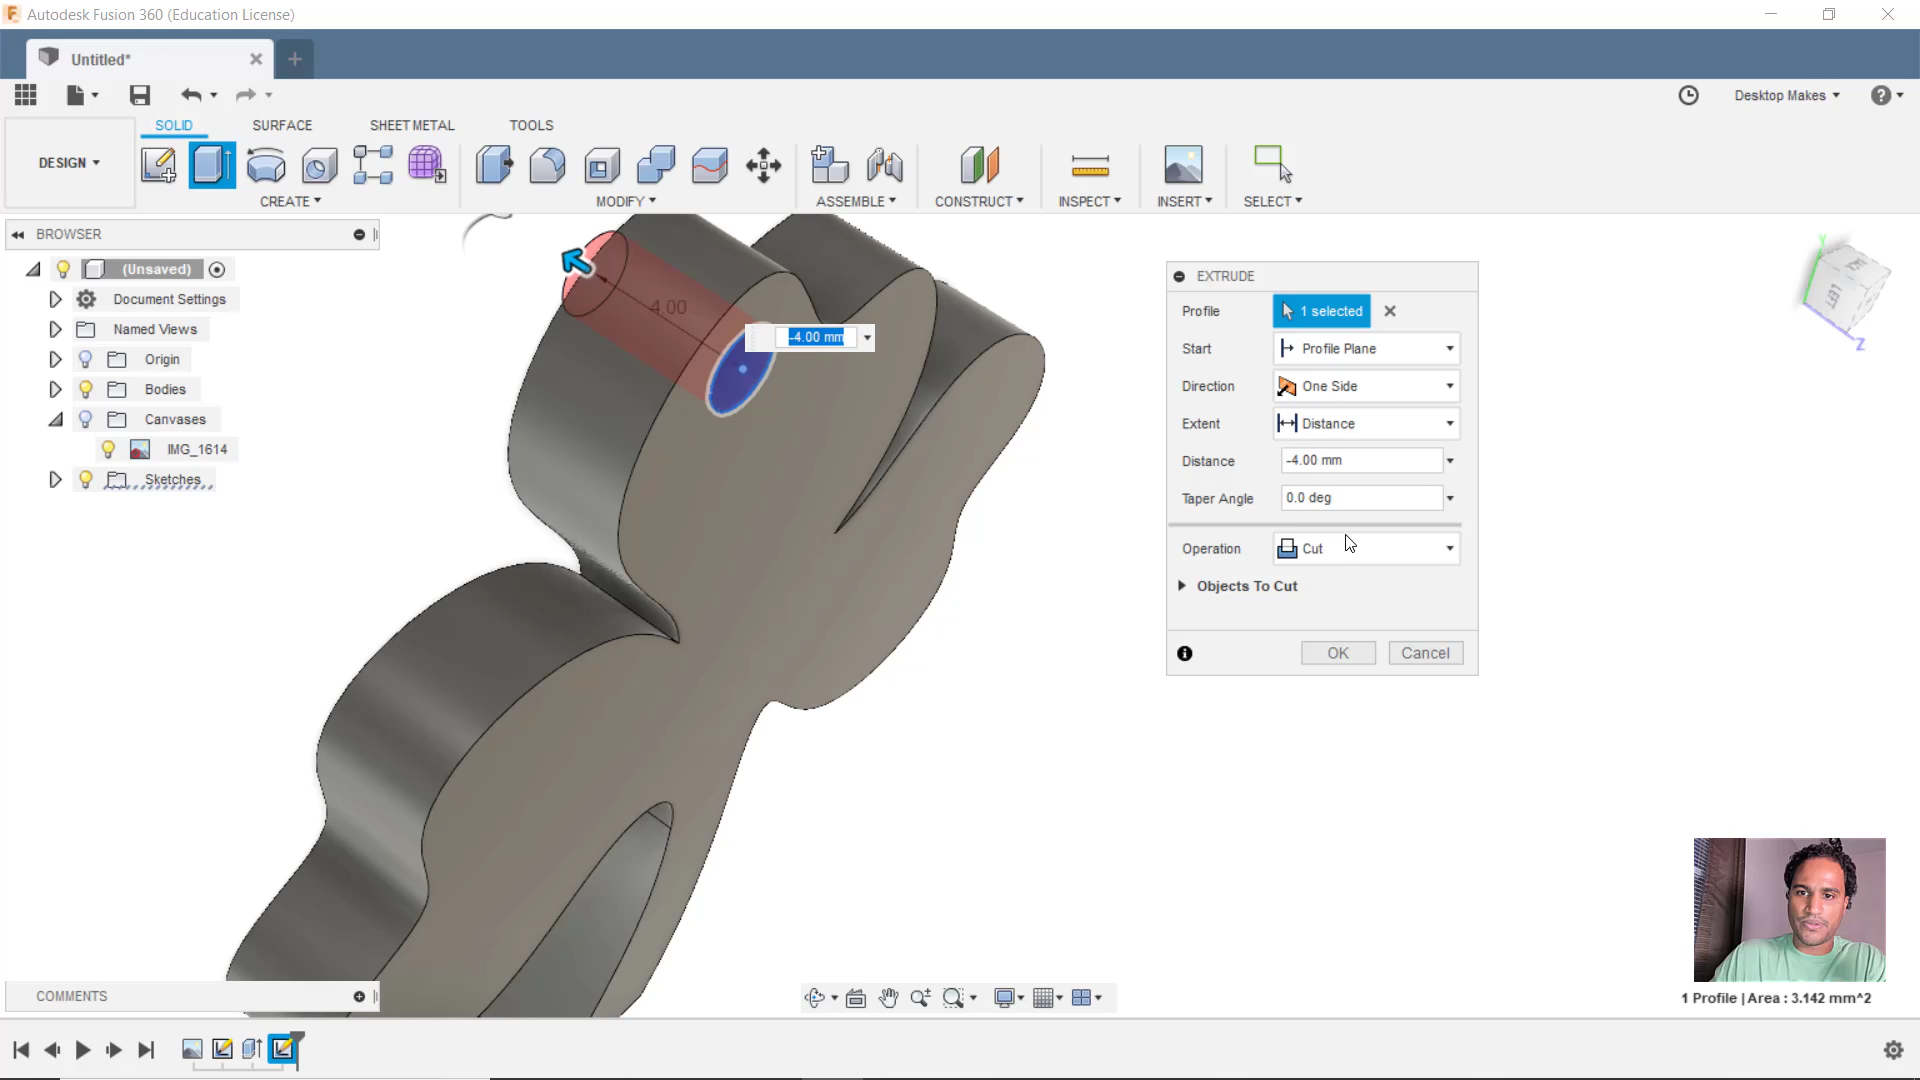 Autodesk Fusion 360 (Education License)
Untitled*
Desktop Makes
SOLID
SURFACE
SHEET METAL
TOOLS
DESIGN
CREATE
MODIFY
ASSEMBLE
CONSTRUCT
INSPECT
INSERT
SELECT
BROWSER
(Unsaved)
Document Settings
Named Views
Origin
Bodies
Canvases
IMG_1614
Sketches
4.00
-4.00 mm
EXTRUDE
Profile
1 selected
Start
Profile Plane
Direction
One Side
Extent
Distance
Distance
-4.00 mm
Taper Angle
0.0 deg
Operation
Cut
Objects To Cut
OK
Cancel
Y
LEFT
Z
COMMENTS
1 Profile | Area : 3.142 mm^2